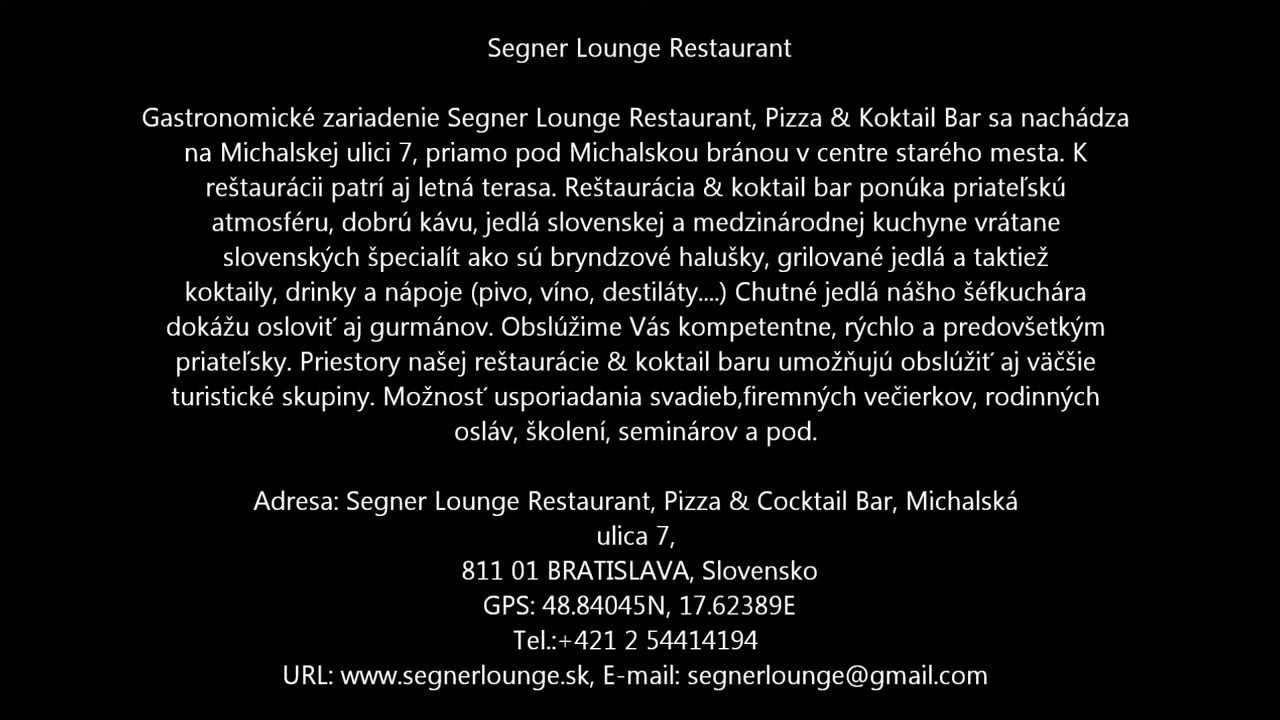 Segner Lounge Restaurant
Gastronomické zariadenie Segner Lounge Restaurant, Pizza & Koktail Bar sa nachádza
na Michalskej ulici 7, priamo pod Michalskou bránou v centre starého mesta. K
reštaurácii patrí aj letná terasa. Reštaurácia & koktail bar ponúka priateľskú
atmosféru, dobrú kávu, jedlá slovenskej a medzinárodnej kuchyne vrátane
slovenských špecialít ako sú bryndzové halušky, grilované jedlá a taktiež
koktaily, drinky a nápoje (pivo, víno, destiláty....) Chutné jedlá nášho šéfkuchára
dokážu osloviť aj gurmánov. Obslúžime Vás kompetentne, rýchlo a predovšetkým
priateľsky. Priestory našej reštaurácie & koktail baru umožňujú obslúžiť aj väčšie
turistické skupiny. Možnosť usporiadania svadieb,firemných večierkov, rodinných
osláv, školení, seminárov a pod.
Adresa: Segner Lounge Restaurant, Pizza & Cocktail Bar, Michalská
ulica 7,
811 01 BRATISLAVA, Slovensko
GPS: 48.84045N, 17.62389E
Tel.:+421 2 54414194
URL: www.segnerlounge.sk, E-mail: segnerlounge@gmail.com